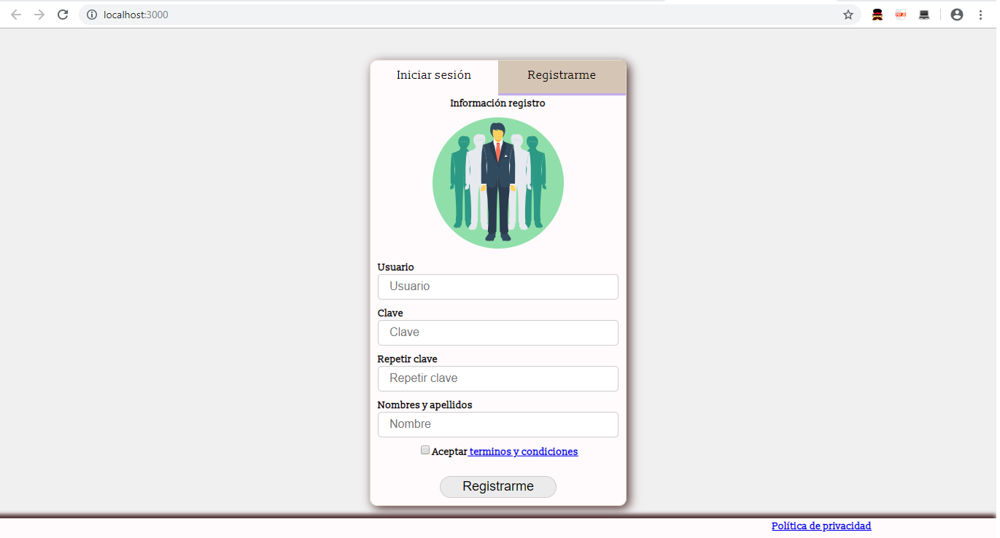 localhost:3000
Iniciar sesión Registrarme
Información registro
Usuario
Usuario
Clave
Clave
Repetir clave
Repetir clave
Nombres y apellidos
Nombre
Aceptar terminos y condiciones
Registrarme
Política de privacidad